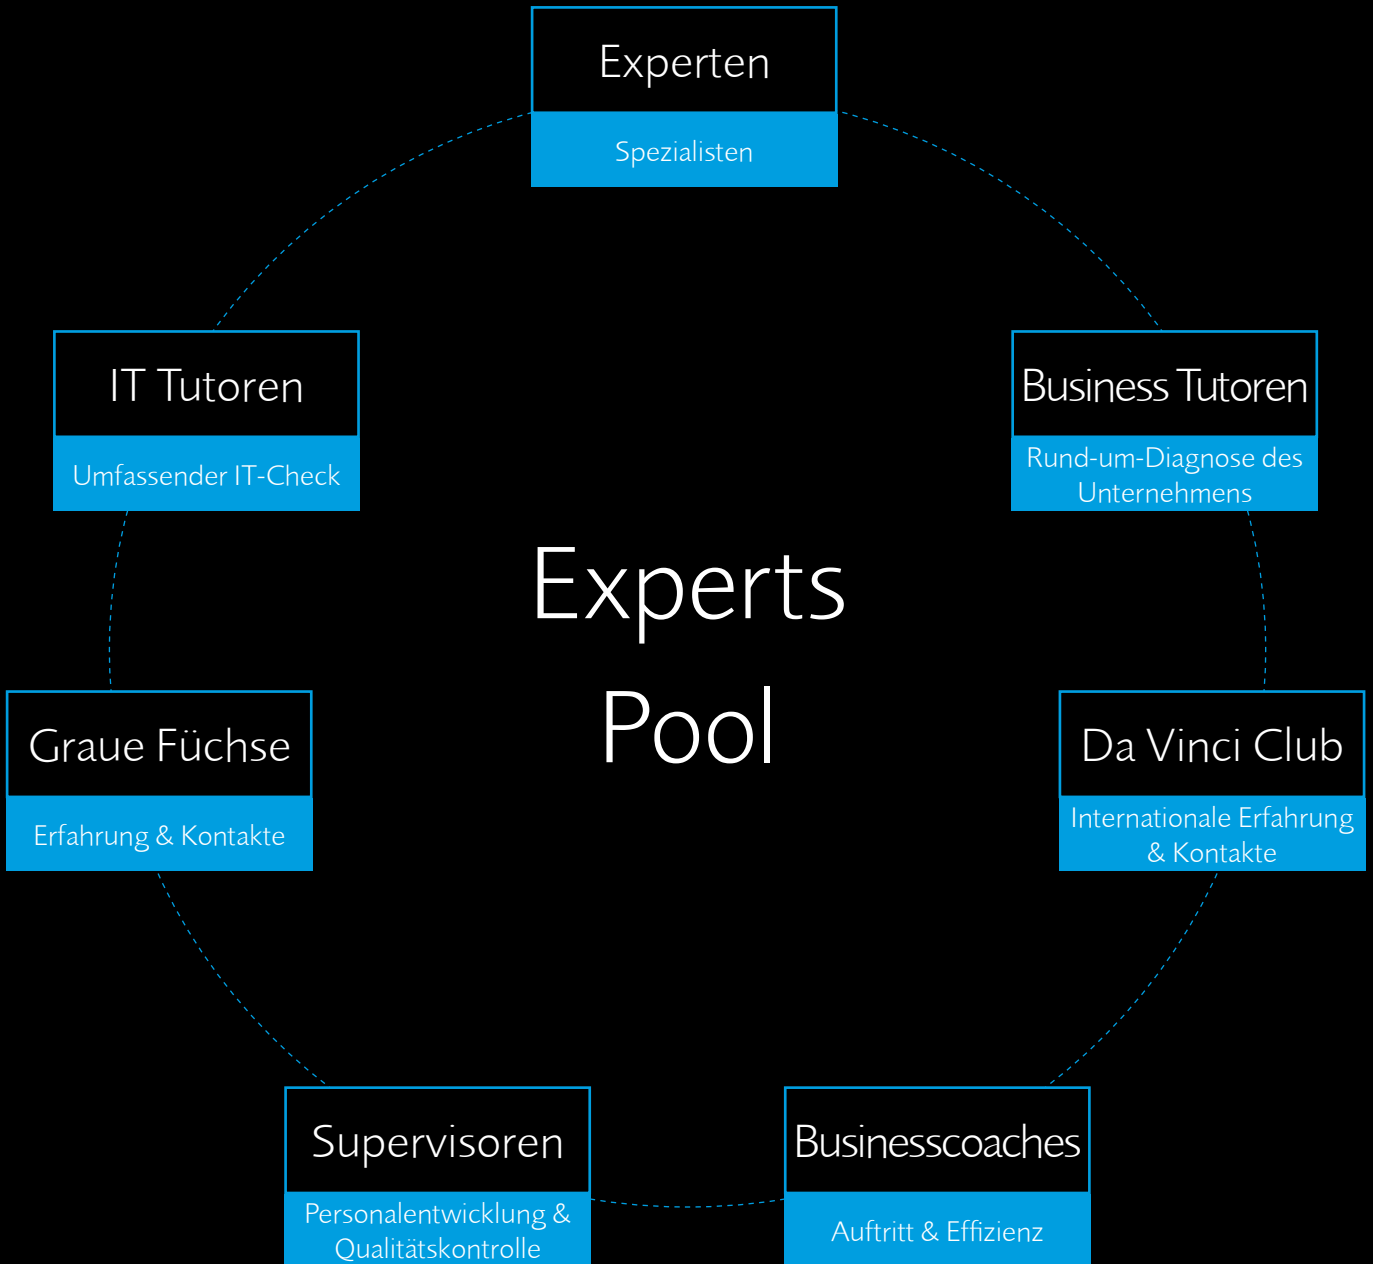 Experten
Spezialisten
IT Tutoren
Umfassender IT-Check
Business Tutoren
Rund-um-Diagnose des
Unternehmens
Experts
Pool
Graue Füchse
Erfahrung & Kontakte
Da Vinci Club
Internationale Erfahrung
& Kontakte
Supervisoren
Personalentwicklung &
Qualitätskontrolle
Businesscoaches
Auftritt & Effizienz